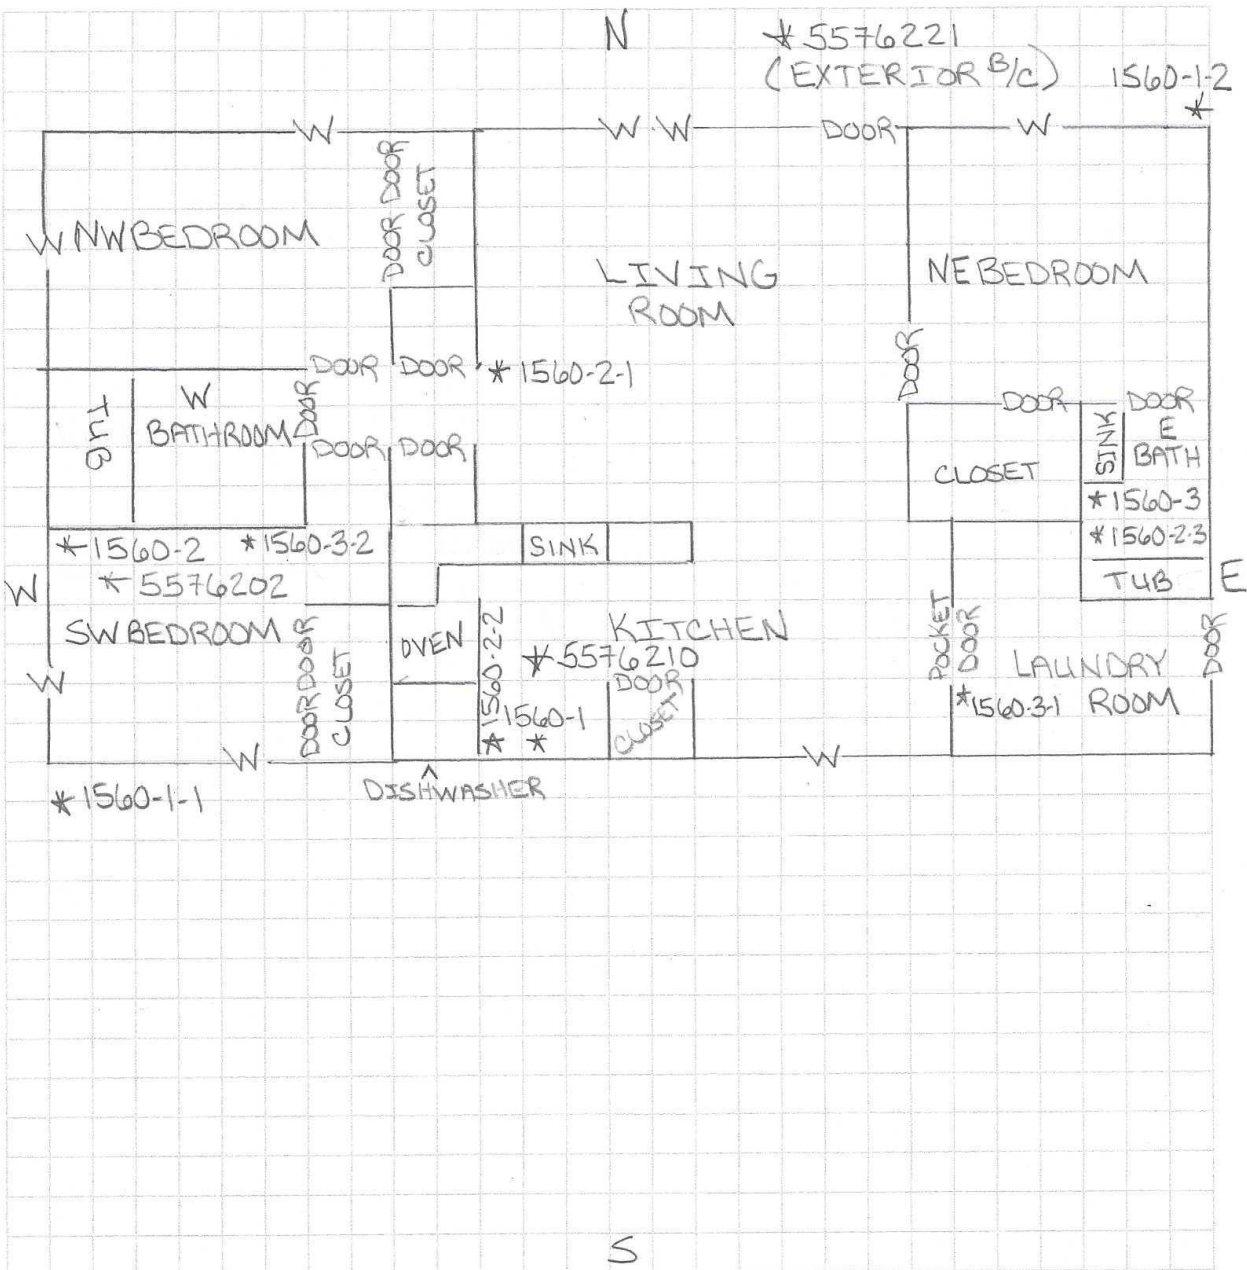 N
* 5576221
(EXTERIOR B/C)
1560-1-2
*
W
W W
DOOR
W
DOOR DOOR
CLOSET
W
NW BEDROOM
LIVING
ROOM
NE BEDROOM
DOOR
DOOR
DOOR
* 1560-2-1
TUB
W
BATHROOM
DOOR
DOOR
DOOR
DOOR
DOOR
SINK
E
BATH
CLOSET
* 1560-3
* 1560-2-3
TUB
E
* 1560-2
* 1560-3-2
* 5576202
W
SINK
SW BEDROOM
DOOR DOOR
CLOSET
OVEN
* 1560-2-2
KITCHEN
* 5576210
DOOR
CLOSET
* 1560-1
*
POCKET
DOOR
LAUNDRY
ROOM
DOOR
* 1560-3-1
W
W
W
* 1560-1-1
^
DISHWASHER
S